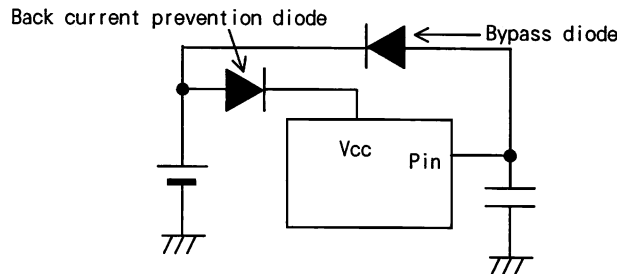 Back current prevention diode
Bypass diode
Vcc
Pin